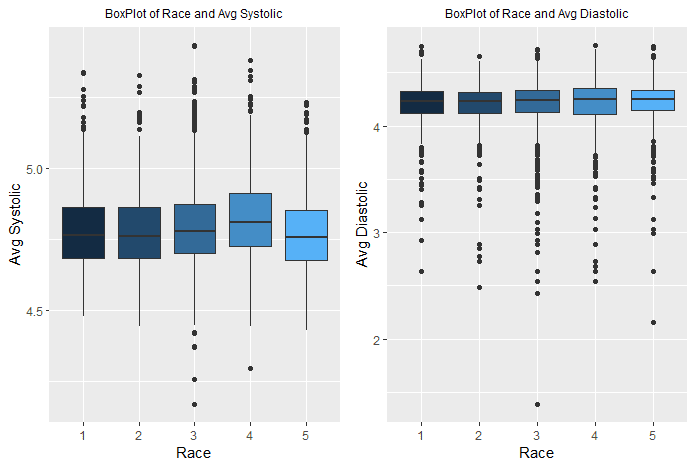 BoxPlot of Race and Avg Systolic
Avg Systolic
5.0
4.5
1 2 3 4 5
Race
BoxPlot of Race and Avg Diastolic
Avg Diastolic
4
3
2
1 2 3 4 5
Race